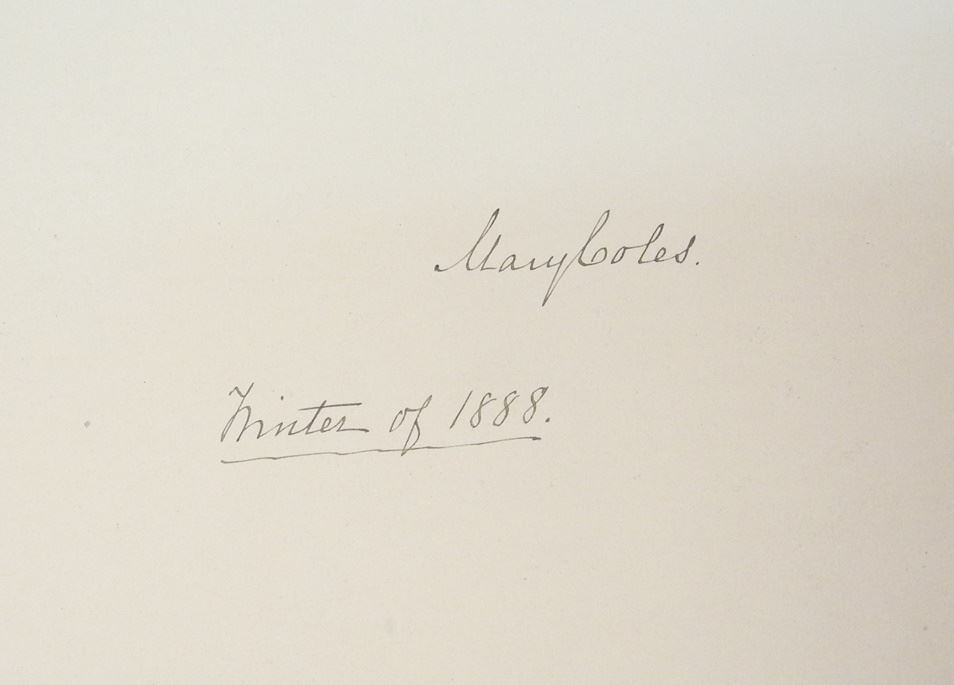 Mary Coles.
Winter of 1888.